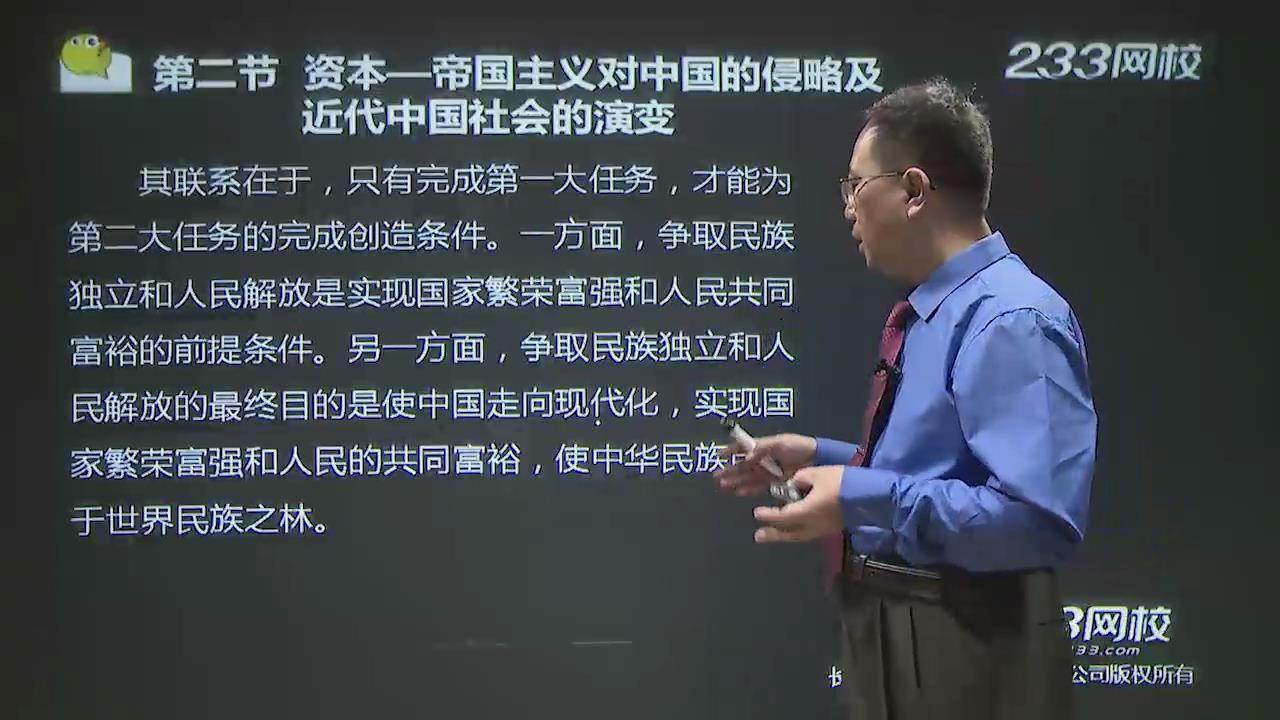 第二节 资本—帝国主义对中国的侵略及
近代中国社会的演变
233网校
其联系在于，只有完成第一大任务，才能为
第二大任务的完成创造条件。一方面，争取民族
独立和人民解放是实现国家繁荣富强和人民共同
富裕的前提条件。另一方面，争取民族独立和人
民解放的最终目的是使中国走向现代化，实现国
家繁荣富强和人民的共同富裕，使中华民族
于世界民族之林。
3网校
33.com
公司版权所有